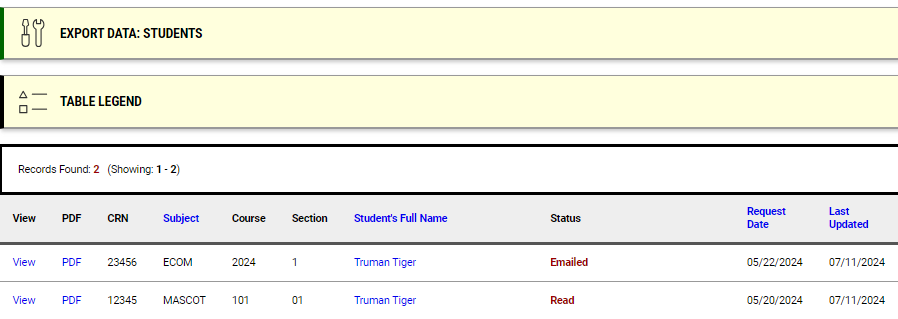 EXPORT DATA: STUDENTS
TABLE LEGEND
Records Found: 2 (Showing: 1 - 2)
View PDF CRN Subject Course Section Student's Full Name Status Request Date Last Updated
View PDF 23456 ECOM 2024 1 Truman Tiger Emailed 05/22/2024 07/11/2024
View PDF 12345 MASCOT 101 01 Truman Tiger Read 05/20/2024 07/11/2024